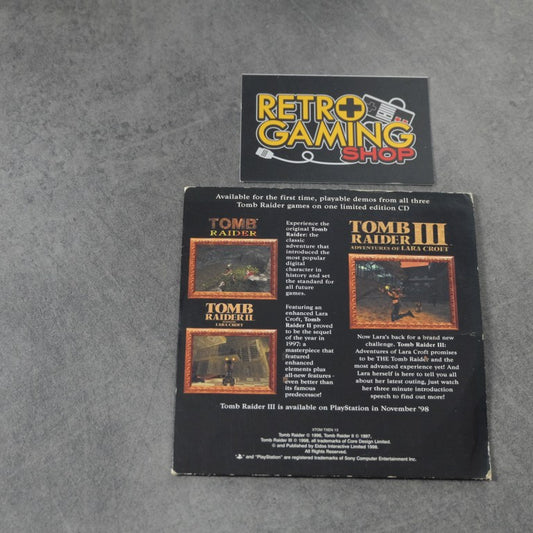 RETRO
GAMING
SHOP
Available for the first time, playable demos from all three
Tomb Raider games on one limited edition CD
TOMB
RAIDER
Experience the
original Tomb
Raider: the
classic
adventure that
introduced the
most popular
digital
character in
history and set
the standard for
all future
games.
TOMB
RAIDER II
LARA CROFT
Featuring an
enhanced Lara
Croft, Tomb
Raider II proved
to be the sequel
of the year in
1997: a
masterpiece that
featured
enhanced
elements plus
all-new features -
even better than
its famous
predecessor!
TOMB
RAIDER III
ADVENTURES OF LARA CROFT
Now Lara's back for a brand new
challenge. Tomb Raider III:
Adventures of Lara Croft promises
to be THE Tomb Raider and the
most advanced experience yet! And
Lara herself is here to tell you all
about her latest outing, just watch
her three minute introduction
speech to find out more!
Tomb Raider III is available on PlayStation in November '98
XTOM TXEN 13
Tomb Raider © 1996, Tomb Raider II © 1997,
Tomb Raider III © 1998, all trademarks of Core Design Limited.
© and Published by Eidos Interactive Limited 1998.
All Rights Reserved.
and "PlayStation" are registered trademarks of Sony Computer Entertainment Inc.